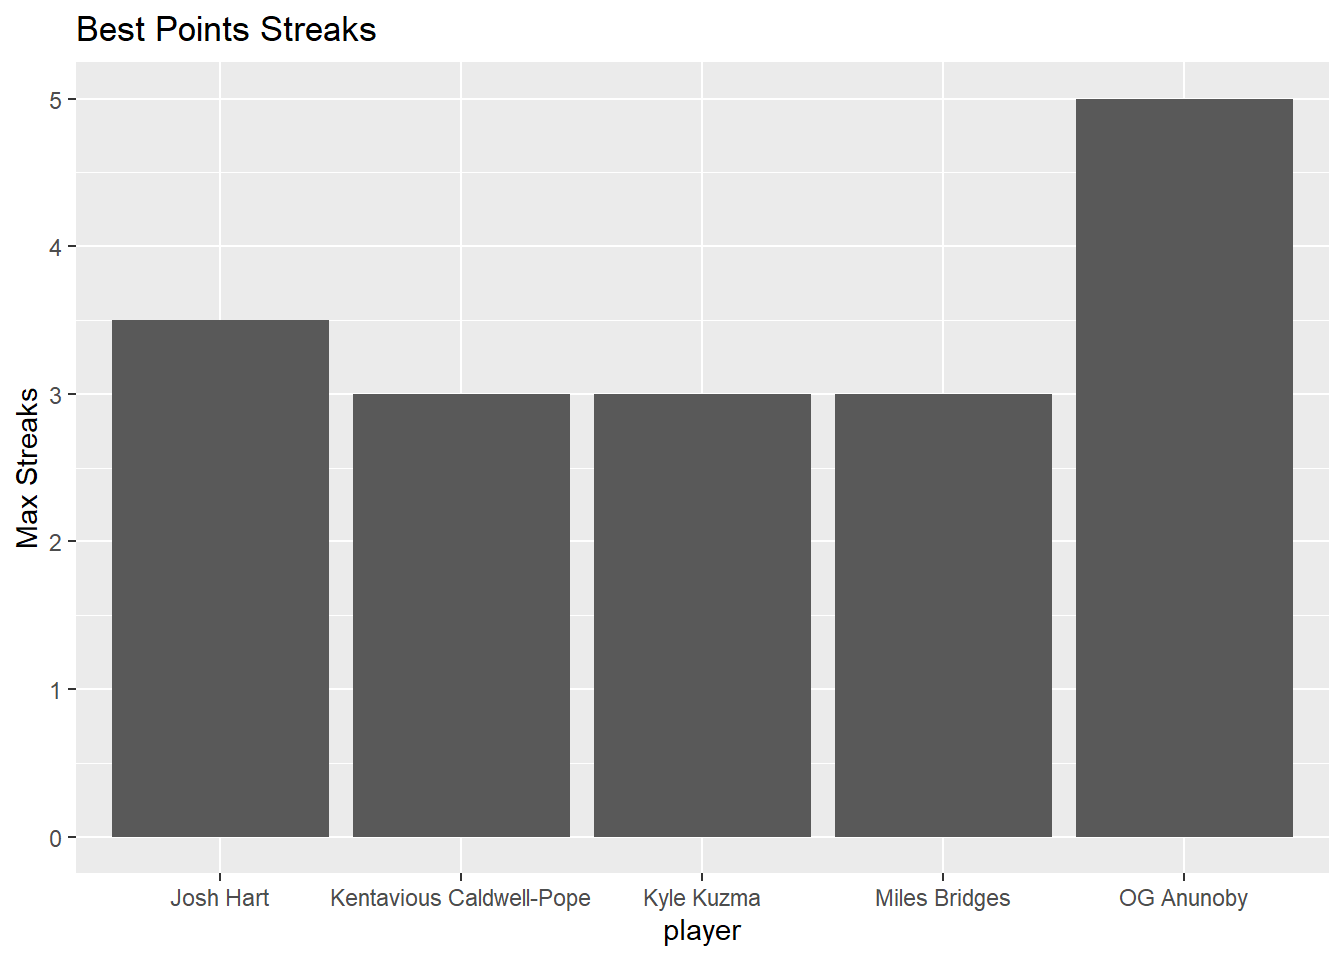 Best Points Streaks
Max Streaks
5
4
3
2
1
0
Josh Hart Kentavious Caldwell-Pope Kyle Kuzma Miles Bridges OG Anunoby
player